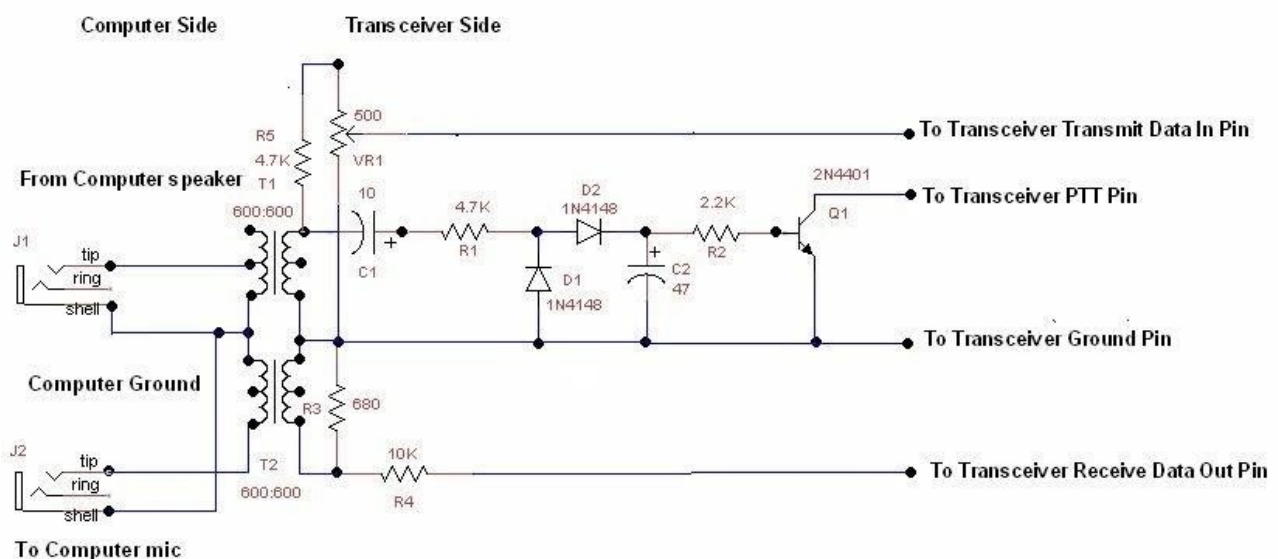 Computer Side
Transceiver Side
500
VR1
R5
4.7K
To Transceiver Transmit Data In Pin
From Computer speaker
T1
600:600
10
+
C1
4.7K
R1
D2
1N4148
D1
1N4148
+
C2
47
2.2K
R2
2N4401
Q1
To Transceiver PTT Pin
J1
tip
ring
shell
To Transceiver Ground Pin
Computer Ground
R3
680
J2
tip
ring
shell
T2
600:600
10K
R4
To Transceiver Receive Data Out Pin
To Computer mic